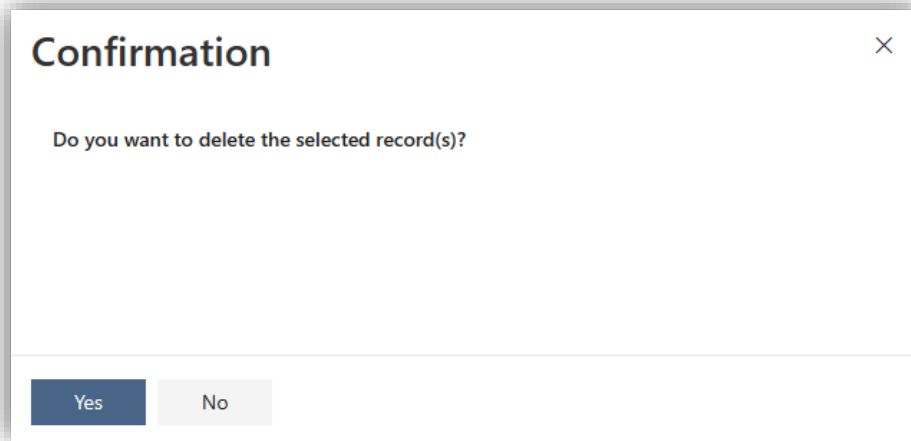 Confirmation
Do you want to delete the selected record(s)?
Yes No